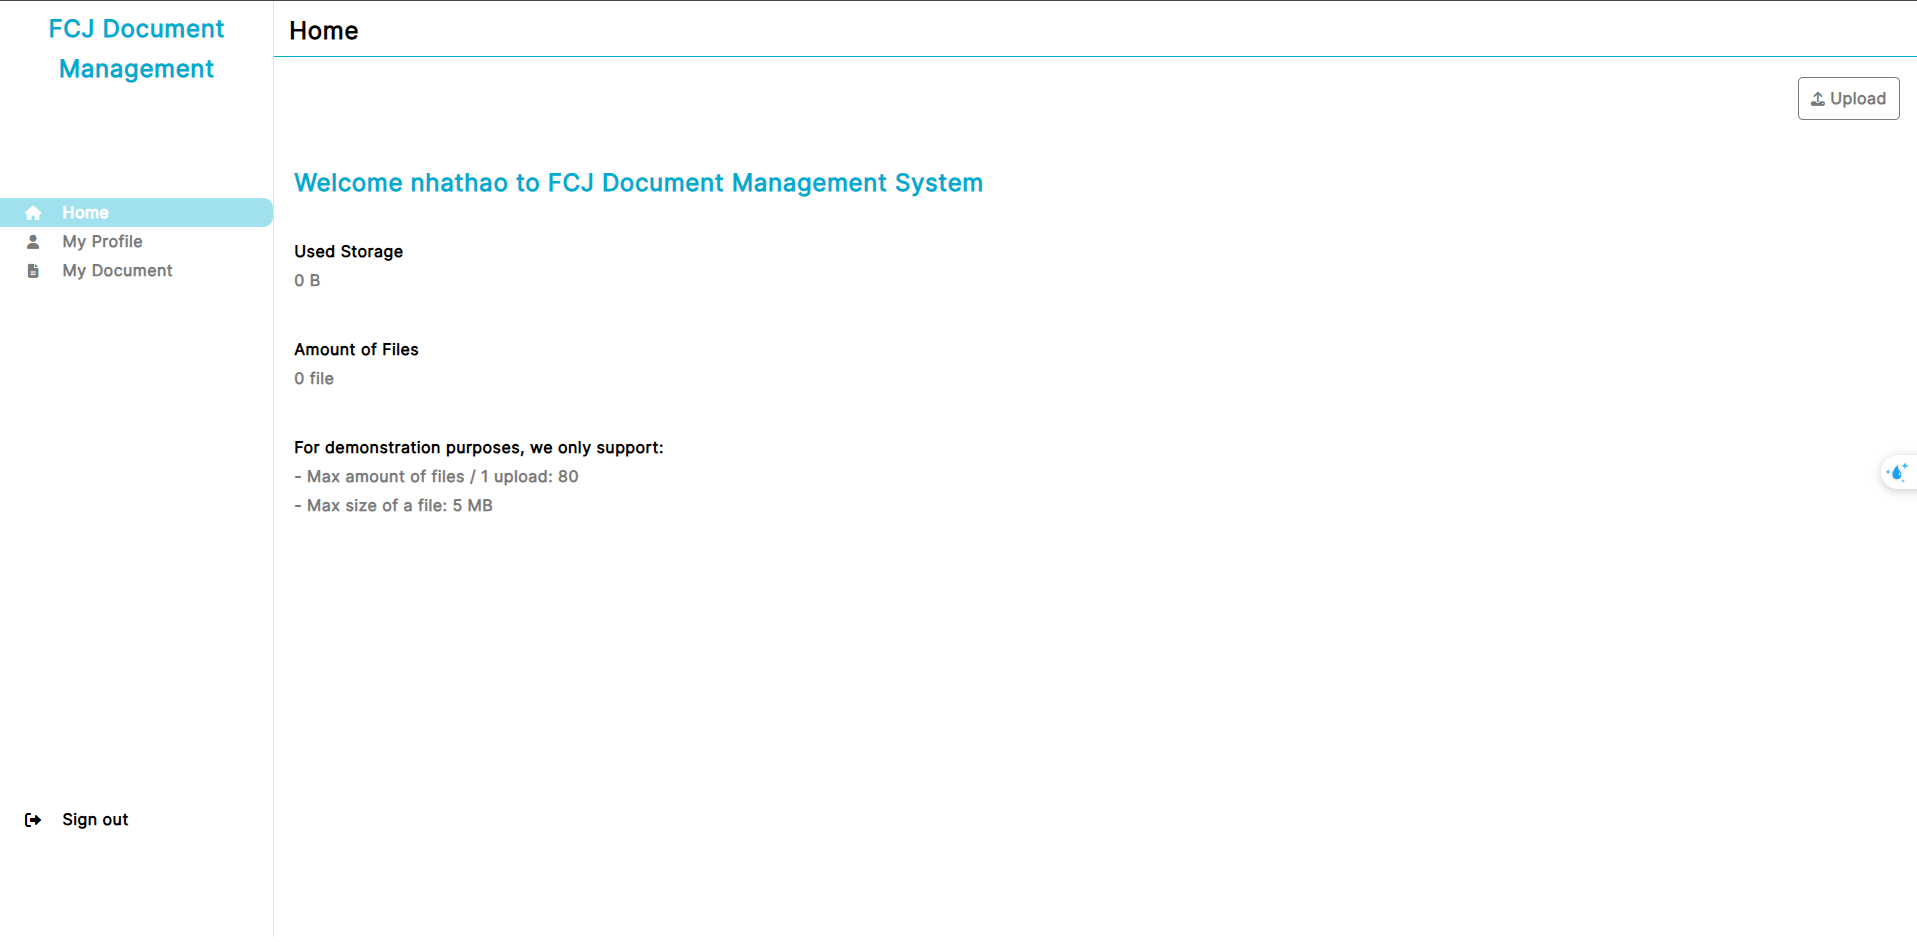 FCJ Document
Management
Home
My Profile
My Document
Sign out
Home
Upload
Welcome nhathao to FCJ Document Management System
Used Storage
0 B
Amount of Files
0 file
For demonstration purposes, we only support:
- Max amount of files / 1 upload: 80
- Max size of a file: 5 MB